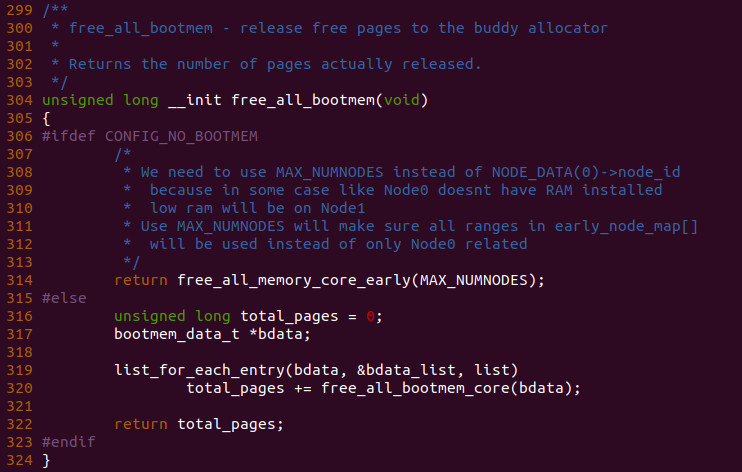 299 /**
300  * free_all_bootmem - release free pages to the buddy allocator
301  *
302  * Returns the number of pages actually released.
303  */
304 unsigned long __init free_all_bootmem(void)
305 {
306 #ifdef CONFIG_NO_BOOTMEM
307         /*
308          * We need to use MAX_NUMNODES instead of NODE_DATA(0)->node_id
309          *  because in some case like Node0 doesnt have RAM installed
310          *  low ram will be on Node1
311          * Use MAX_NUMNODES will make sure all ranges in early_node_map[]
312          *  will be used instead of only Node0 related
313          */
314         return free_all_memory_core_early(MAX_NUMNODES);
315 #else
316         unsigned long total_pages = 0;
317         bootmem_data_t *bdata;
318
319         list_for_each_entry(bdata, &bdata_list, list)
320                 total_pages += free_all_bootmem_core(bdata);
321
322         return total_pages;
323 #endif
324 }